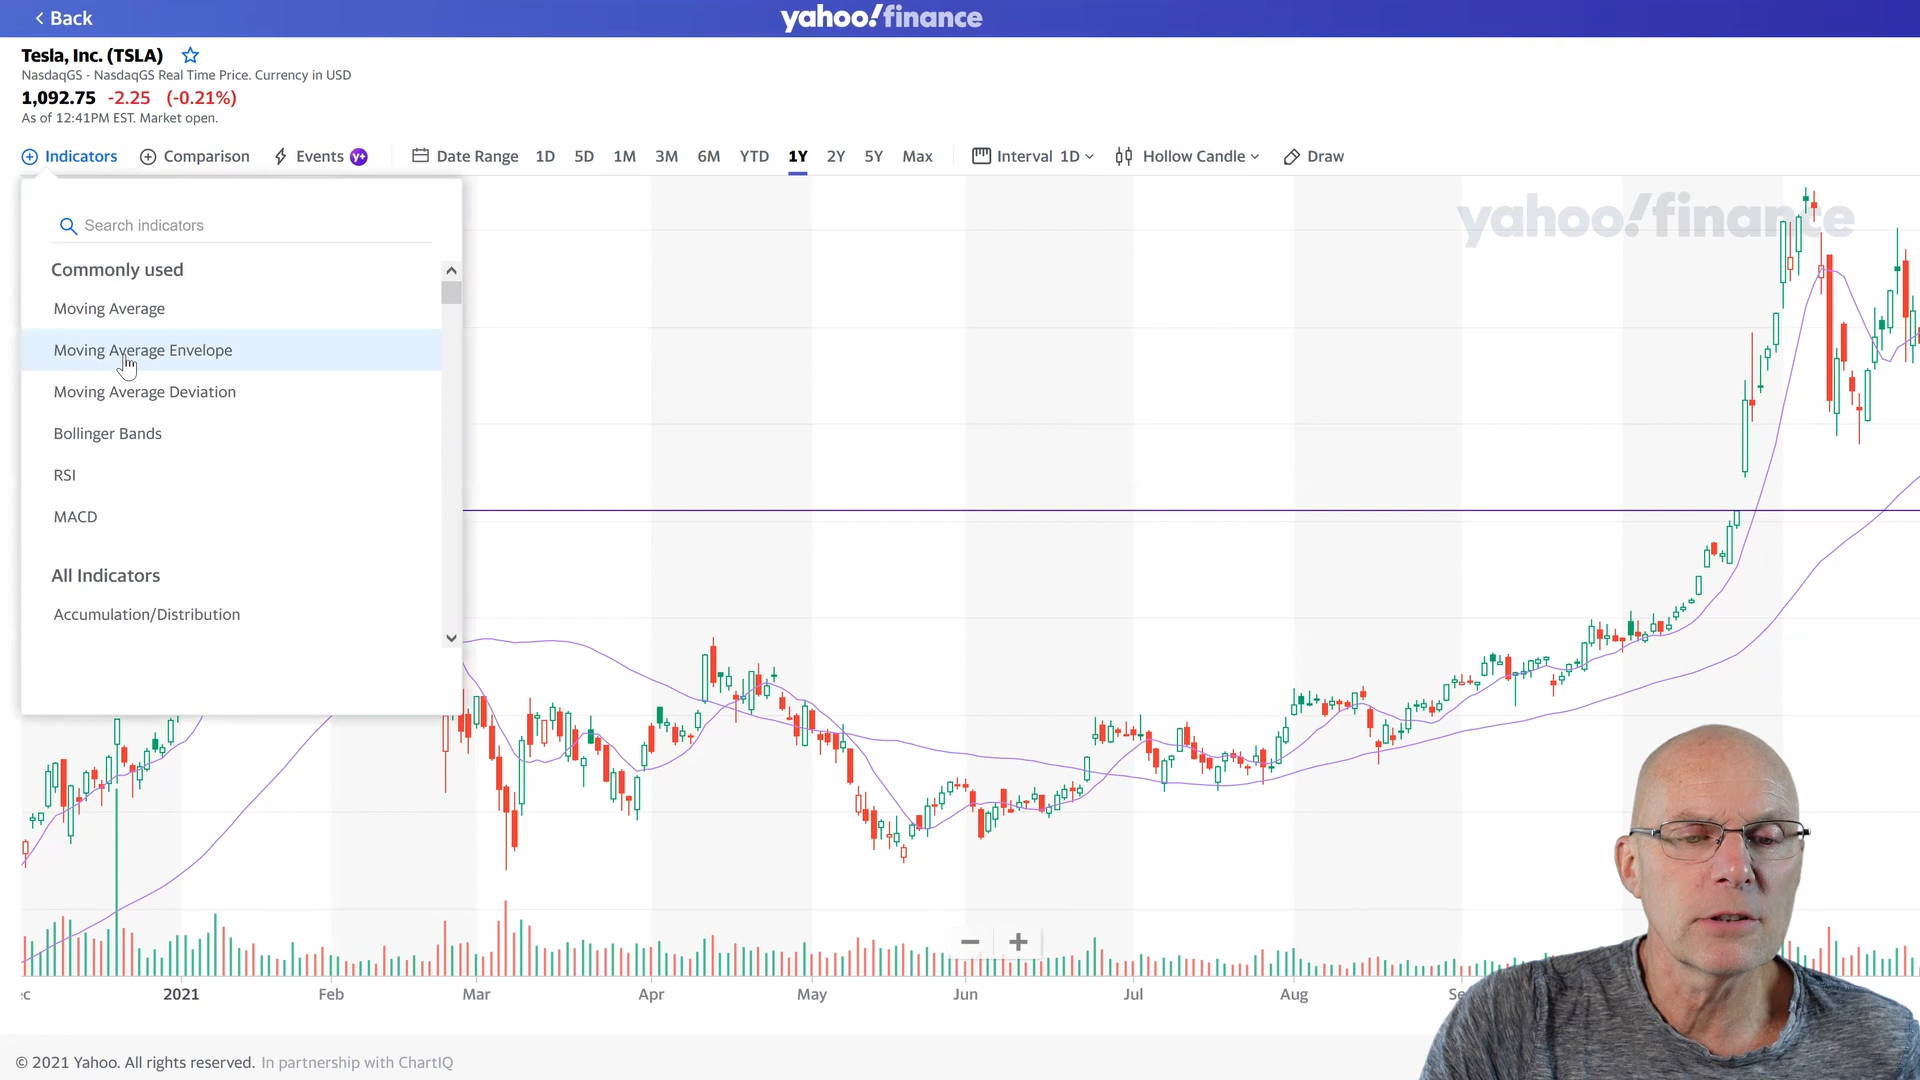 Back
yahoo!finance
Tesla, Inc. (TSLA)
NasdaqGS - NasdaqGS Real Time Price. Currency in USD
1,092.75 -2.25 (-0.21%)
As of 12:41PM EST. Market open.
Indicators Comparison Events Y+ Date Range 1D 5D 1M 3M 6M YTD 1Y 2Y 5Y Max Interval 1D Hollow Candle Draw
yahoo!finance
Search indicators
Commonly used
Moving Average
Moving Average Envelope
Moving Average Deviation
Bollinger Bands
RSI
MACD
All Indicators
Accumulation/Distribution
2021 Feb Mar Apr May Jun Jul Aug
© 2021 Yahoo. All rights reserved. In partnership with ChartIQ